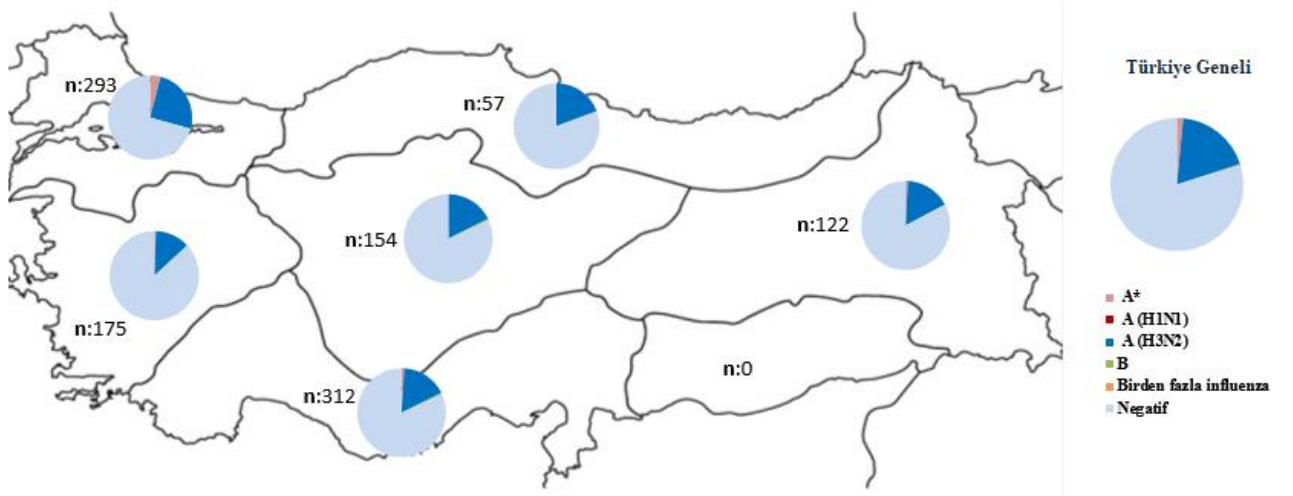 n:293
n:57
n:154
n:122
n:175
n:312
n:0
Türkiye Geneli
A*
A (H1N1)
A (H3N2)
B
Birden fazla influenza
Negatif